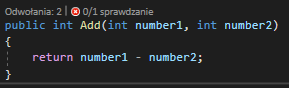 Odwołania: 2 | 0/1 sprawdzanie
public int Add(int number1, int number2)
{
    return number1 - number2;
}